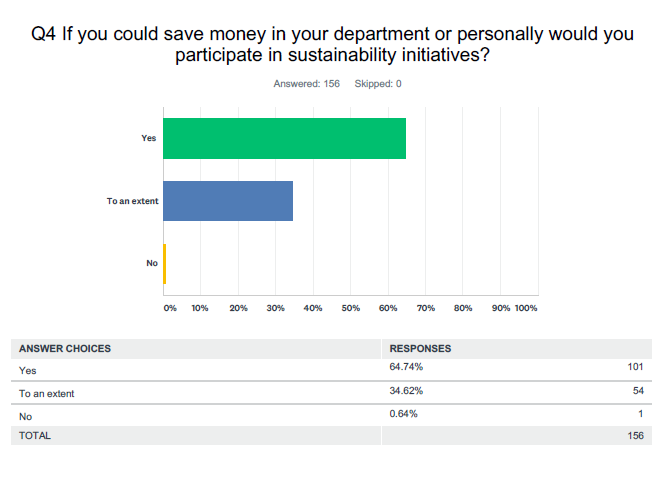 Q4 If you could save money in your department or personally would you
participate in sustainability initiatives?
Answered: 156 Skipped: 0
Yes
To an extent
No
0% 10% 20% 30% 40% 50% 60% 70% 80% 90% 100%
ANSWER CHOICES RESPONSES
Yes 64.74% 101
To an extent 34.62% 54
No 0.64% 1
TOTAL 156